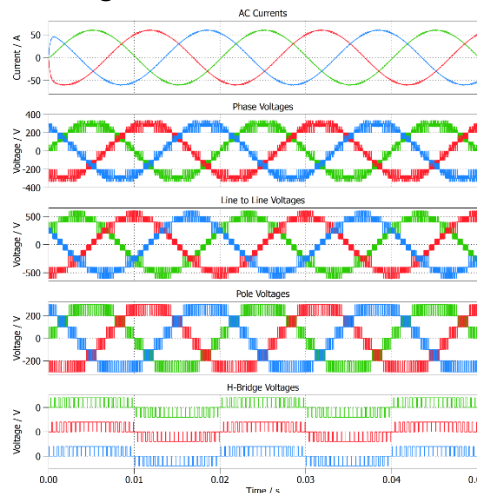 AC Currents
Current / A
50
0
-50
Phase Voltages
Voltage / V
400
200
0
-200
-400
Line to Line Voltages
Voltage / V
500
0
-500
Pole Voltages
Voltage / V
200
0
-200
H-Bridge Voltages
Voltage / V
0
0
0
0.00
0.01
0.02
0.03
0.04
Time / s